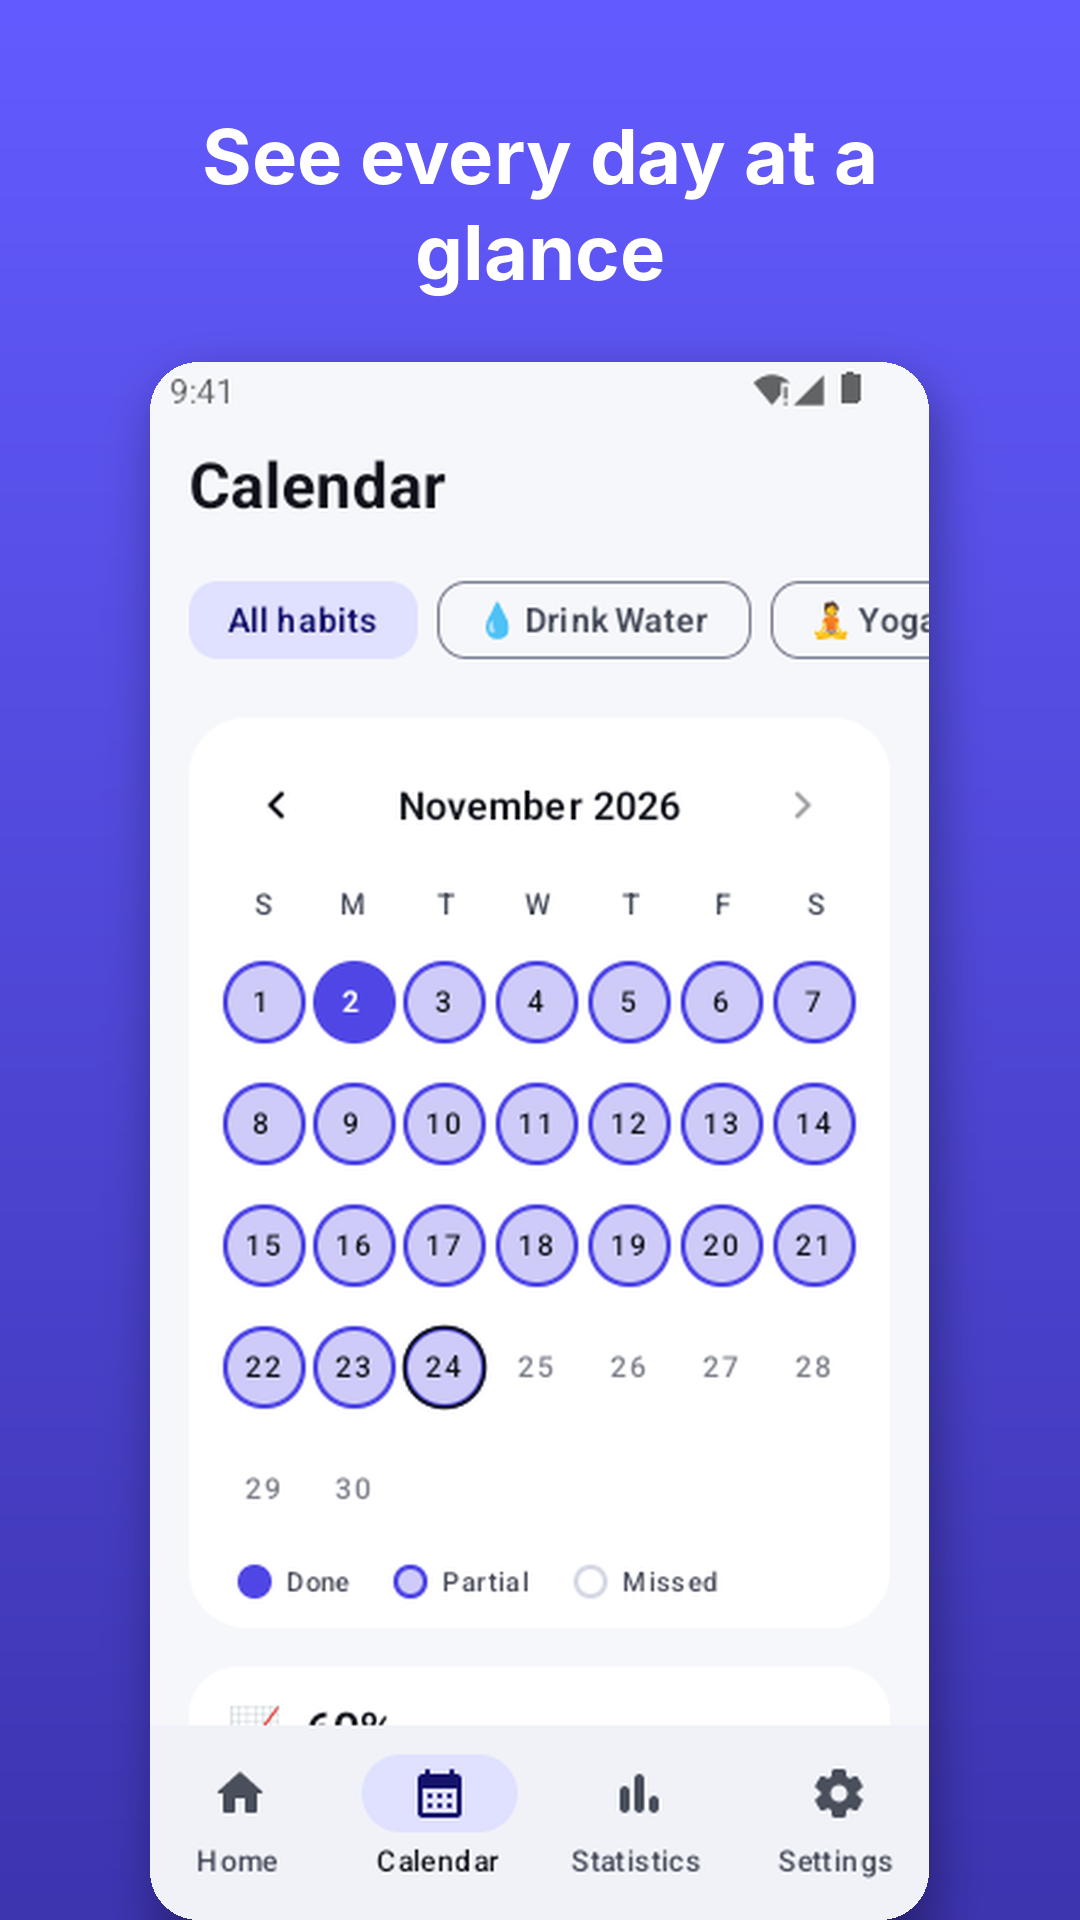 See every day at a
glance
9:41
Calendar
All habits
Drink Water
Yoga
November 2026
S M T W T F S
1 2 3 4 5 6 7
8 9 10 11 12 13 14
15 16 17 18 19 20 21
22 23 24 25 26 27 28
29 30
Done Partial Missed
Home Calendar Statistics Settings